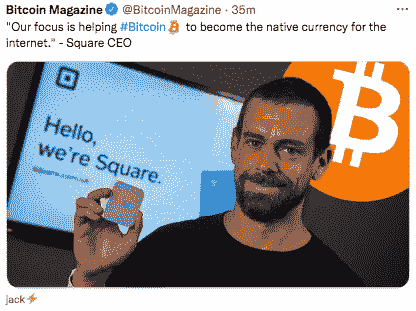 Bitcoin Magazine @BitcoinMagazine · 35m
"Our focus is helping #Bitcoin to become the native currency for the
internet." - Square CEO
Hello,
we're Square.
jack⚡